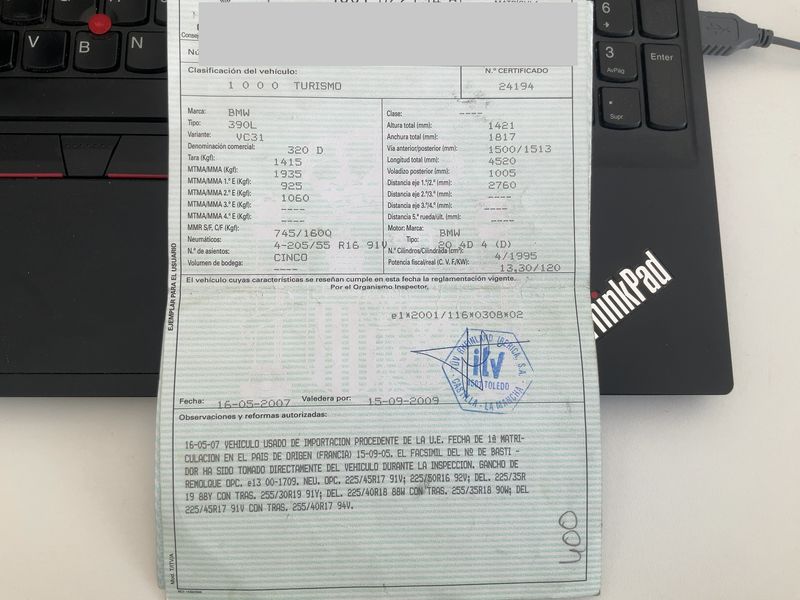 Clasificación del vehículo:
1000 TURISMO
N.º CERTIFICADO
24194
Marca: BMW
Tipo: 390L
Variante: VC31
Denominación comercial: 320 D
Tara (Kgf): 1415
MTMA/MMA (Kgf) 1935
MTMA/MMA 1.º E (Kgf) 925
MTMA/MMA 2.º E (Kgf) 1060
MTMA/MMA 3.º E (Kgf) ----
MTMA/MMA 4.º E (Kgf) ----
MMR S/F, C/F (Kgf) 745/1600
Neumáticos: 4-205/55 R16 91V
N.º de asientos: CINCO
Volumen de bodega: ----
Clase: ----
Altura total (mm): 1421
Anchura total (mm): 1817
Vía anterior/posterior (mm): 1500/1513
Longitud total (mm): 4520
Voladizo posterior (mm): 1005
Distancia eje 1.º/2.º (mm): 2760
Distancia eje 2.º/3.º (mm): ----
Distancia eje 3.º/4.º (mm): ----
Distancia 5.ª rueda/últ. (mm): ----
Motor: Marca: BMW
Tipo: 20 4D 4 (D)
N.º Cilindros/Cilindrada (cm³): 4/1995
Potencia fiscal/real (C. V. F/KW): 13,30/120
El vehículo cuyas características se reseñan cumple en esta fecha la reglamentación vigente.
Por el Organismo Inspector,
e1*2001/116*0308*02
TÜV RHEINLAND IBERICA, S.A.
itv
4502 TOLEDO
CASTILLA - LA MANCHA
Fecha: 16-05-2007 Valedera por: 15-09-2009
Observaciones y reformas autorizadas:
16-05-07 VEHICULO USADO DE IMPORTACION PROCEDENTE DE LA U.E. FECHA DE 1ª MATRI-
CULACION EN EL PAIS DE ORIGEN (FRANCIA) 15-09-05. EL FACSIMIL DEL Nº DE BASTI-
DOR HA SIDO TOMADO DIRECTAMENTE DEL VEHICULO DURANTE LA INSPECCION. GANCHO DE
REMOLQUE OPC. e13 00-1709. NEU. OPC. 225/45R17 91V; 225/50R16 92V; DEL. 225/35R
19 88Y CON TRAS. 255/30R19 91Y; DEL. 225/40R18 88W CON TRAS. 255/35R18 90W; DEL
225/45R17 91V CON TRAS. 255/40R17 94V.
400
EJEMPLAR PARA EL USUARIO
Mod. T/ITV/A
V
B
N
M
6
3
AvPág
Enter
*
Supr
ThinkPad